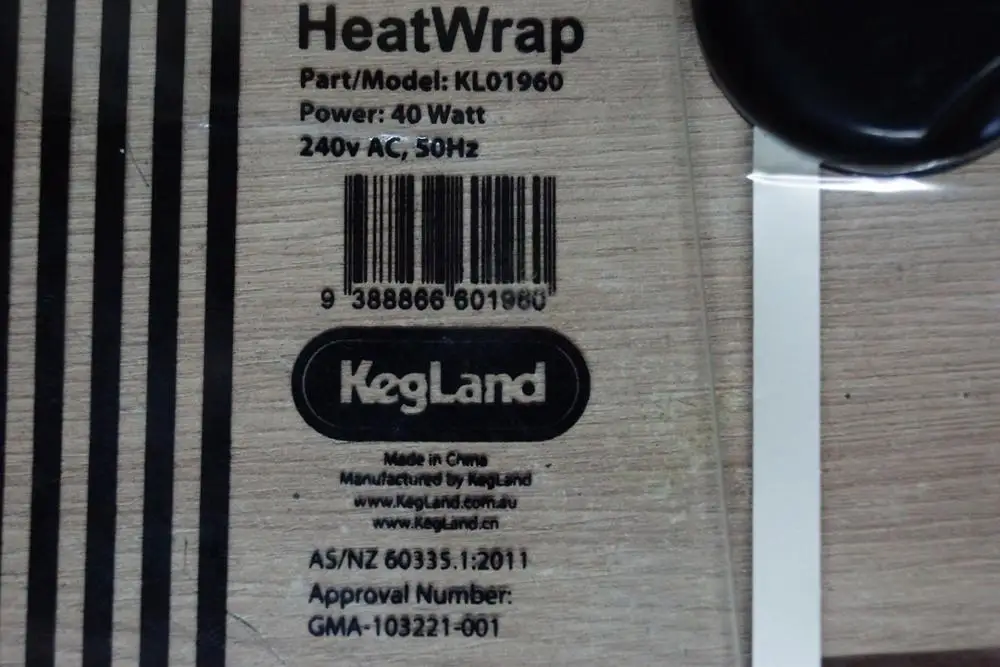 HeatWrap
Part/Model: KL01960
Power: 40 Watt
240v AC, 50Hz
9 388866 601960
KegLand
Made in China
Manufactured by KegLand
www.KegLand.com.au
www.KegLand.cn
AS/NZ 60335.1:2011
Approval Number:
GMA-103221-001